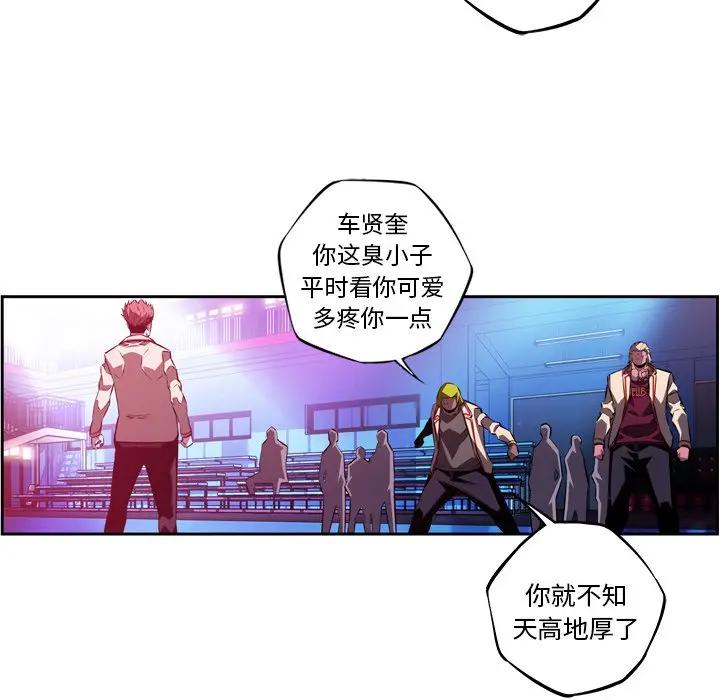 车贤奎
你这臭小子
平时看你可爱
多疼你一点
你就不知
天高地厚了